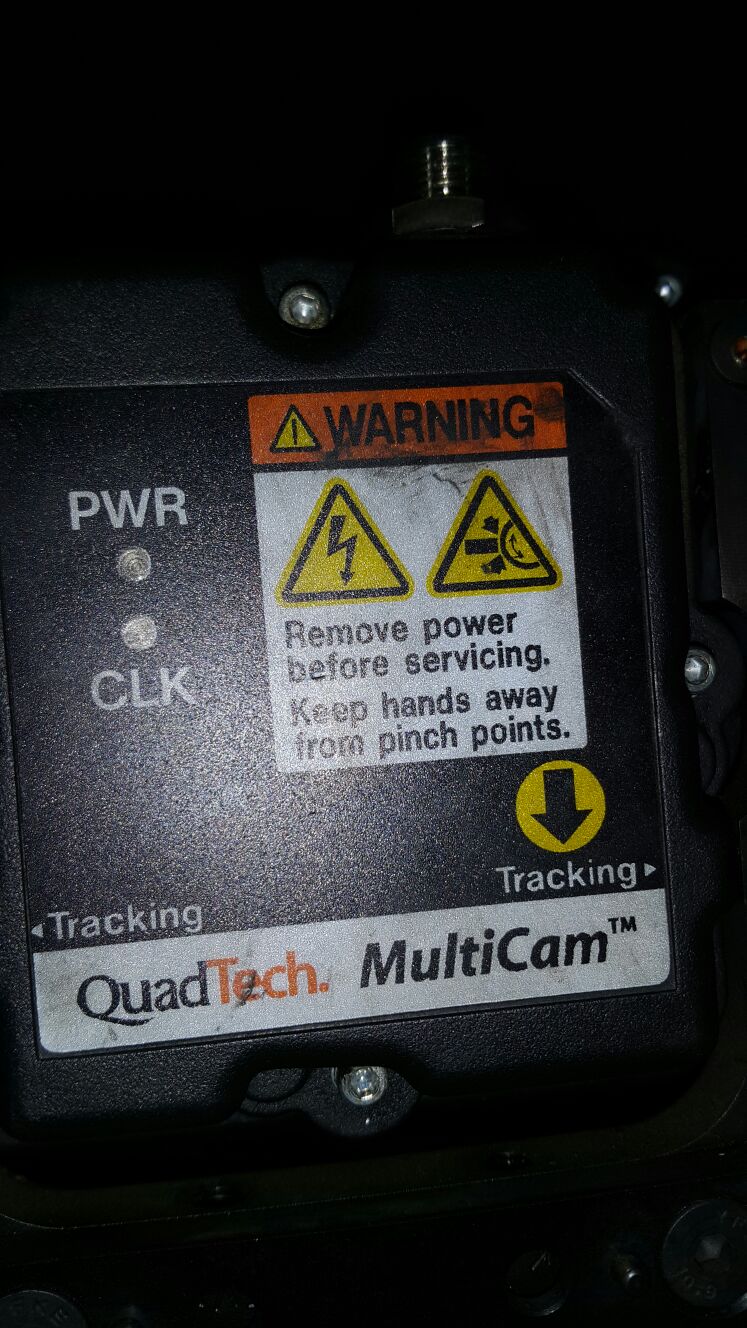 WARNING
PWR
CLK
Remove power
before servicing.
Keep hands away
from pinch points.
Tracking ▸
◂ Tracking
QuadTech. MultiCam™